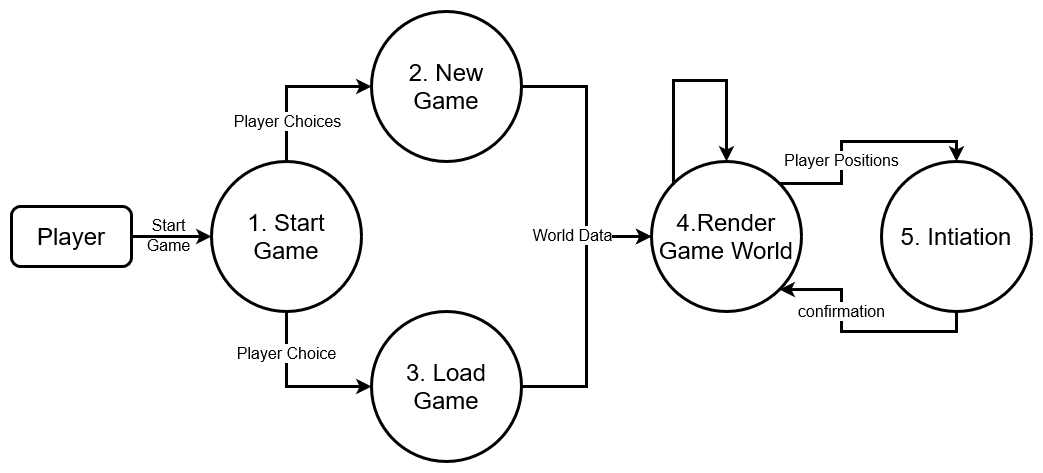 Player
Start
Game
1. Start
Game
Player Choices
2. New
Game
Player Choice
3. Load
Game
World Data
4.Render
Game World
Player Positions
5. Intiation
confirmation